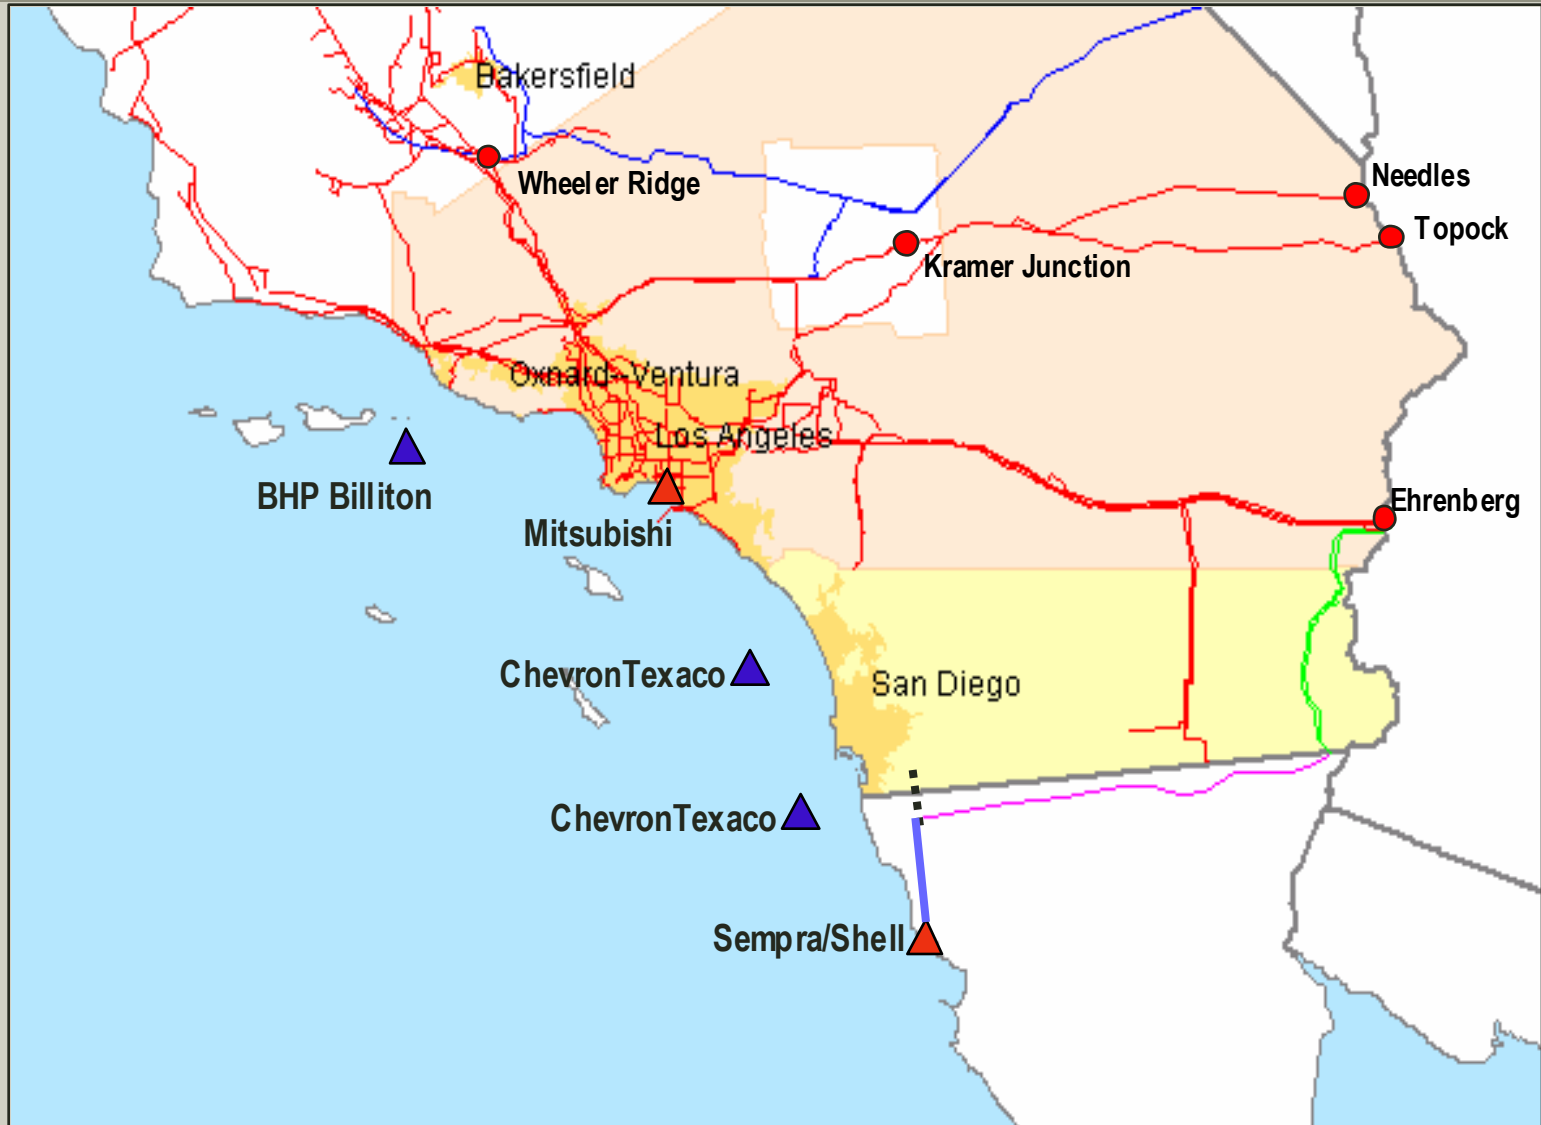 Bakersfield
Wheeler Ridge
Needles
Topock
Kramer Junction
Oxnard--Ventura
Los Angeles
BHP Billiton
Mitsubishi
Ehrenberg
ChevronTexaco
San Diego
ChevronTexaco
Sempra/Shell